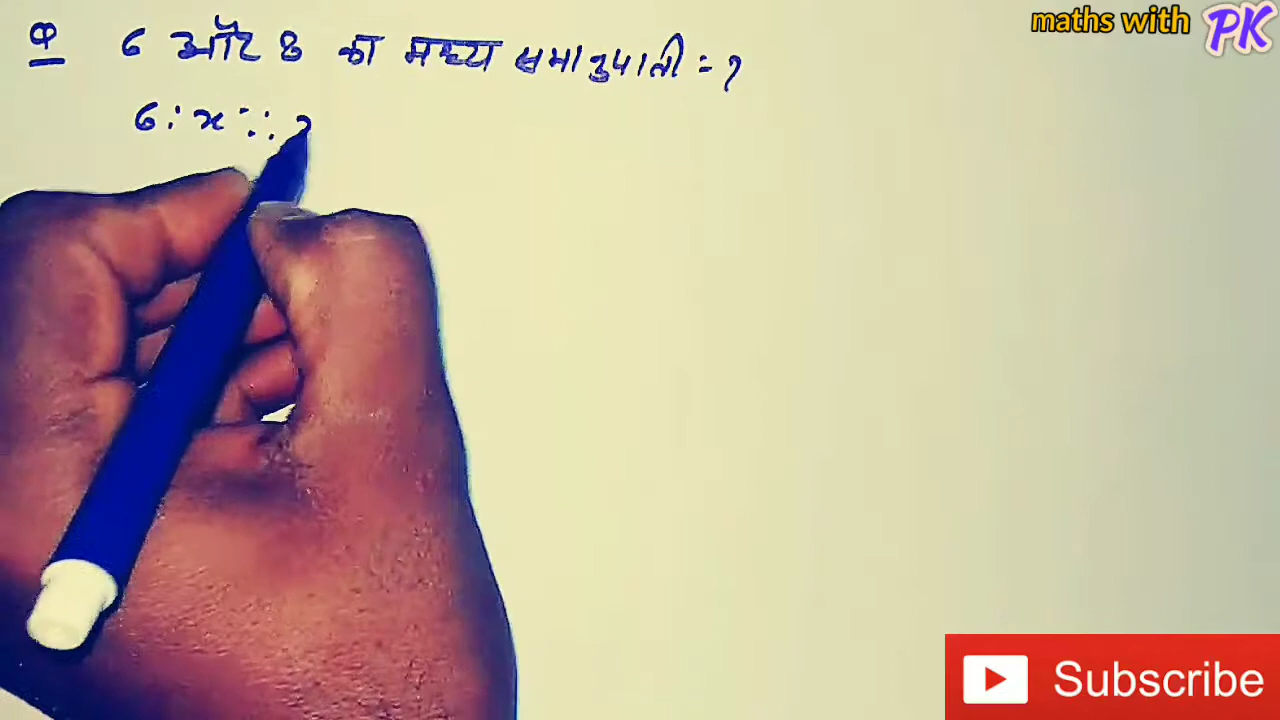 maths with PK
Q 6 और 8 का मध्य समानुपाती = ?
6 : x ::
Subscribe